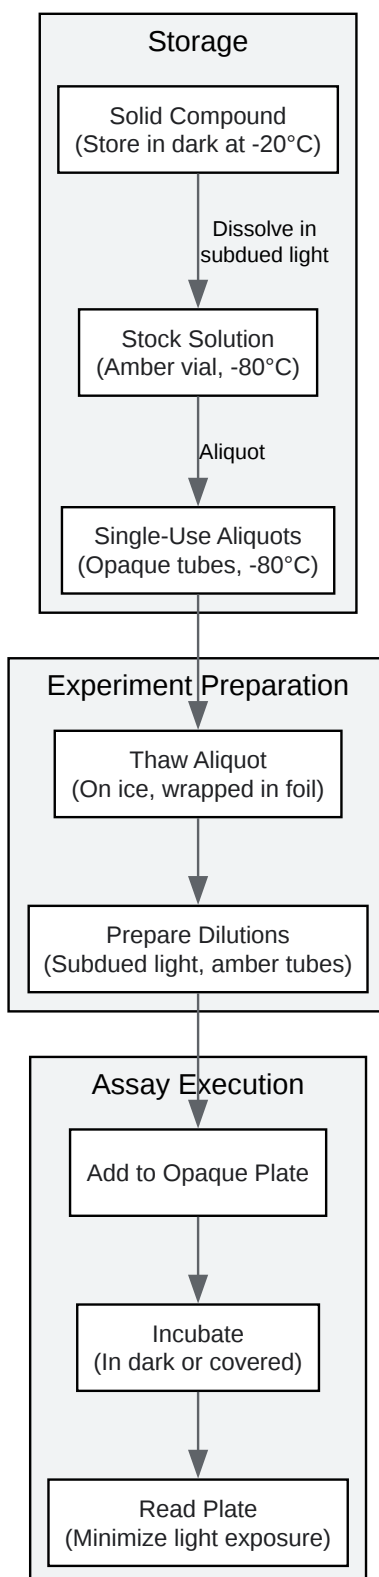 Storage
Solid Compound
(Store in dark at -20°C)
Dissolve in
subdued light
Stock Solution
(Amber vial, -80°C)
Aliquot
Single-Use Aliquots
(Opaque tubes, -80°C)
Experiment Preparation
Thaw Aliquot
(On ice, wrapped in foil)
Prepare Dilutions
(Subdued light, amber tubes)
Assay Execution
Add to Opaque Plate
Incubate
(In dark or covered)
Read Plate
(Minimize light exposure)